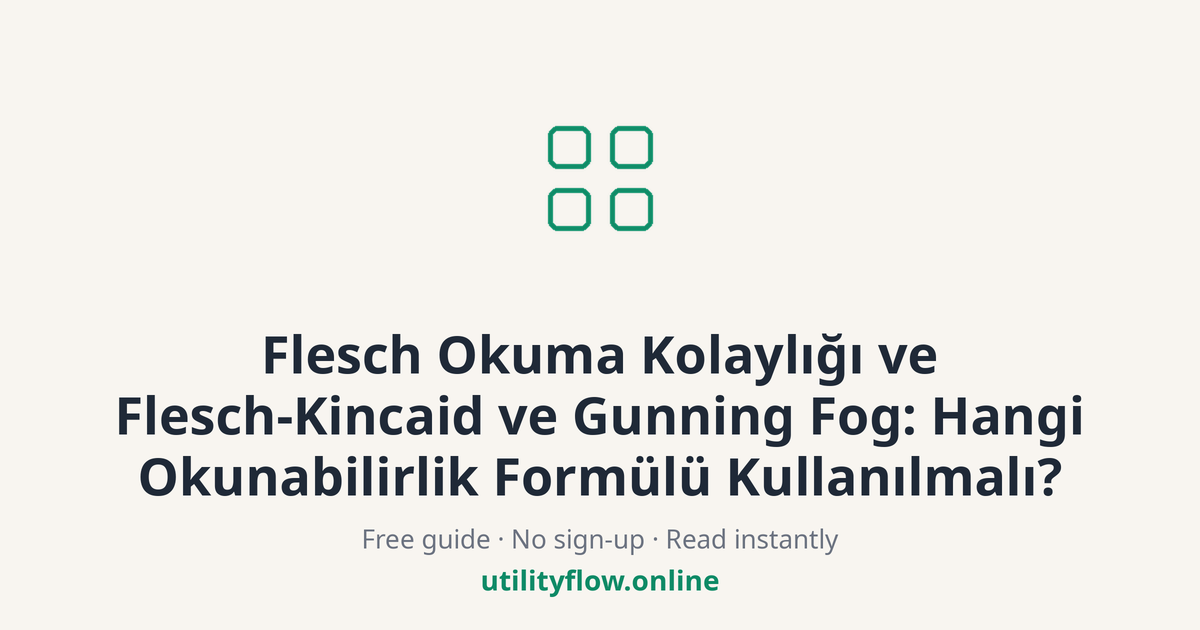 Flesch Okuma Kolaylığı ve
Flesch-Kincaid ve Gunning Fog: Hangi
Okunabilirlik Formülü Kullanılmalı?
Free guide · No sign-up · Read instantly
utilityflow.online